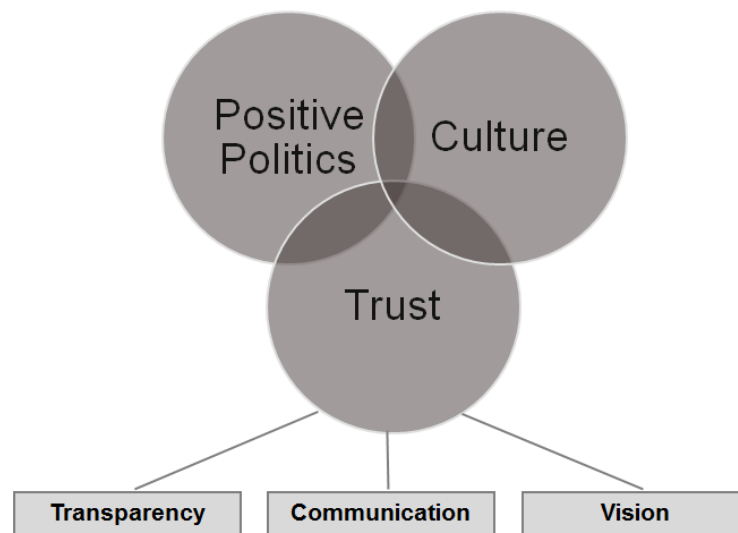 Positive
Politics
Culture
Trust
Transparency
Communication
Vision